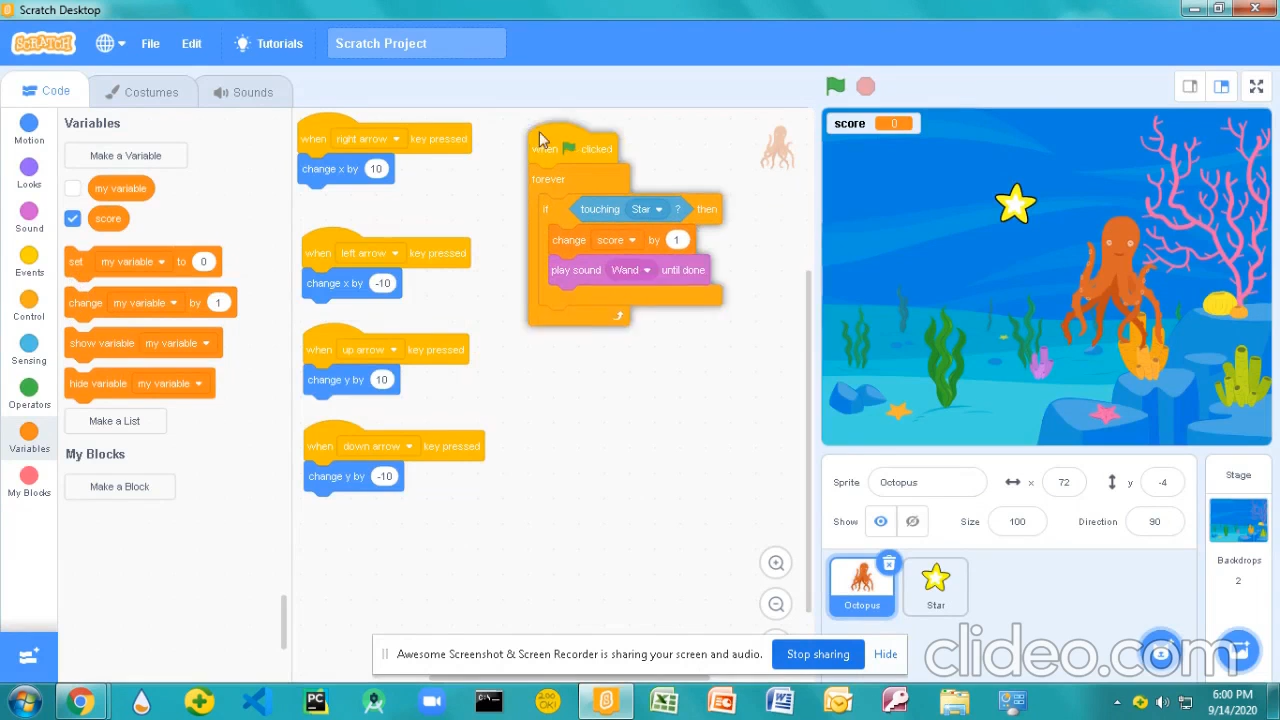 Scratch Desktop
SCRATCH
File
Edit
Tutorials
Scratch Project
Code
Costumes
Sounds
Motion
Looks
Sound
Events
Control
Sensing
Operators
Variables
My Blocks
Variables
Make a Variable
my variable
score
set my variable to 0
change my variable by 1
show variable my variable
hide variable my variable
Make a List
My Blocks
Make a Block
when right arrow key pressed
change x by 10
when left arrow key pressed
change x by -10
when up arrow key pressed
change y by 10
when down arrow key pressed
change y by -10
when clicked
forever
if touching Star ? then
change score by 1
play sound Wand until done
score 0
Sprite Octopus x 72 y -4
Show Size 100 Direction 90
Octopus
Star
Stage
Backdrops
2
Awesome Screenshot & Screen Recorder is sharing your screen and audio.
Stop sharing
Hide
clideo.com
PC
200 OK!
6:00 PM
9/14/2020